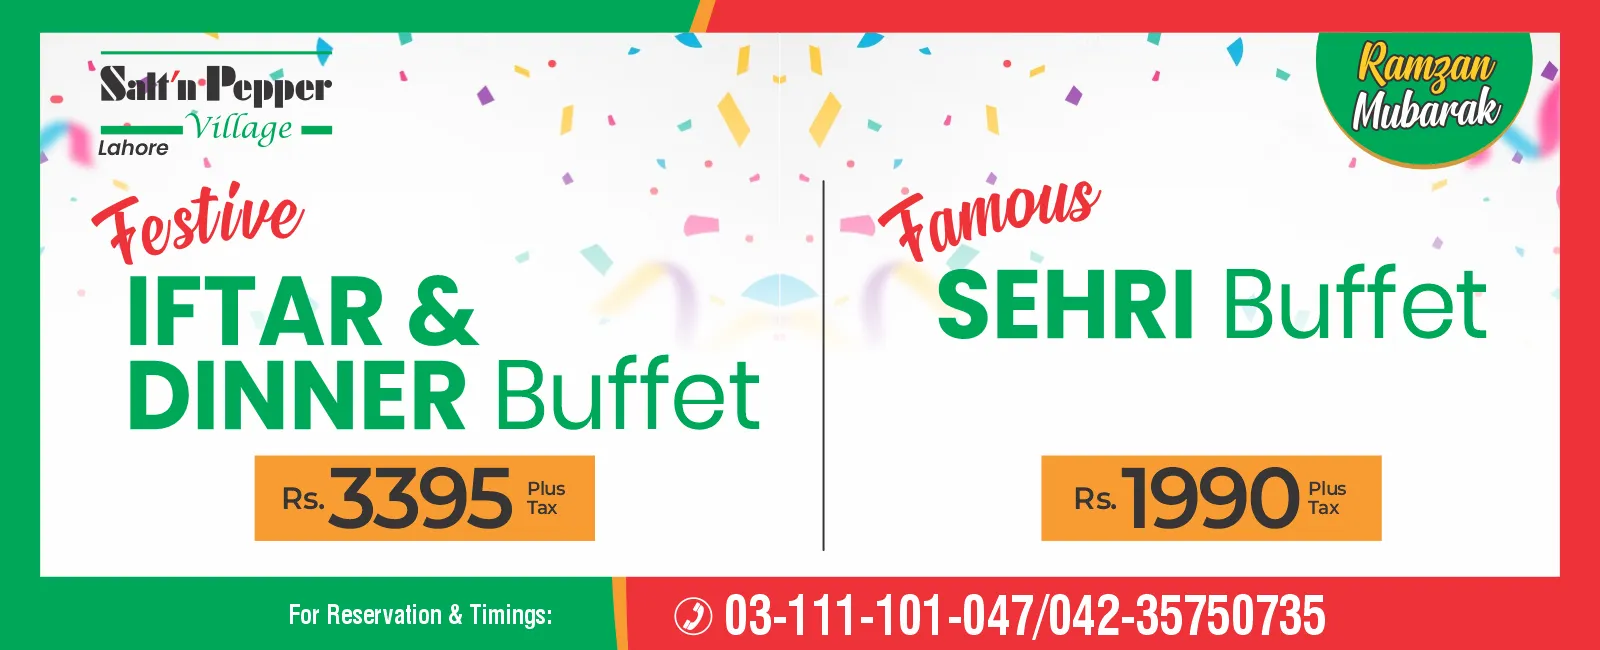 Salt'n Pepper
Village
Lahore
Ramzan
Mubarak
Festive
IFTAR &
DINNER Buffet
Rs. 3395 Plus
Tax
Famous
SEHRI Buffet
Rs. 1990 Plus
Tax
For Reservation & Timings:
03-111-101-047/042-35750735